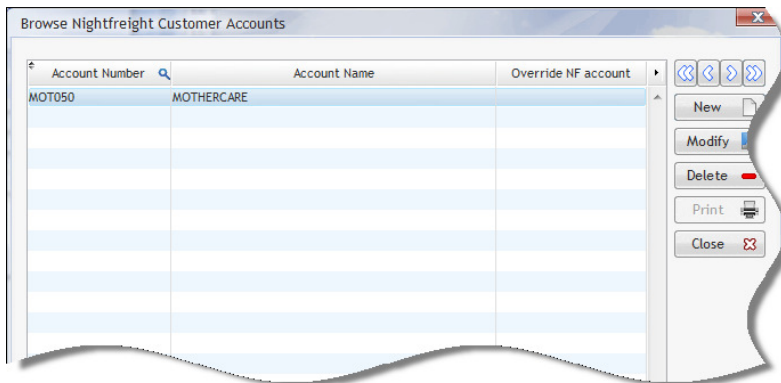 Browse Nightfreight Customer Accounts
Account Number Account Name Override NF account
MOT050 MOTHERCARE
New
Modify
Delete
Print
Close